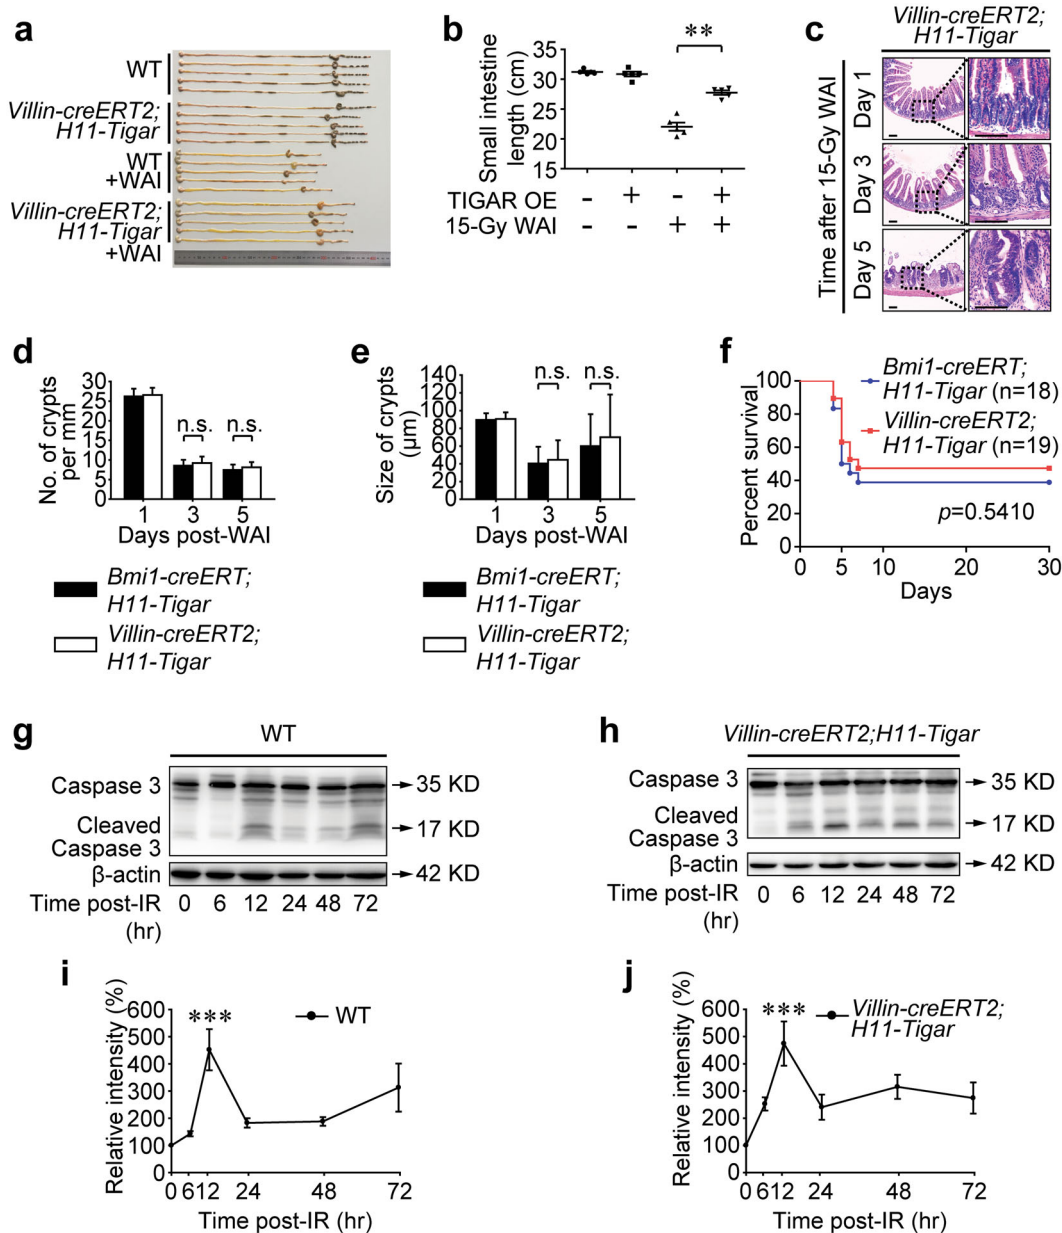 a
WT
Villin-creERT2;
H11-Tigar
WT
+WAI
Villin-creERT2;
H11-Tigar
+WAI
b
**
Small intestine
length (cm)
35
30
25
20
15
TIGAR OE - + - +
15-Gy WAI - - + +
c
Villin-creERT2;
H11-Tigar
Time after 15-Gy WAI
Day 1
Day 3
Day 5
d
No. of crypts
per mm
30
25
20
15
10
5
0
n.s. n.s.
1 3 5
Days post-WAI
Bmi1-creERT;
H11-Tigar
Villin-creERT2;
H11-Tigar
e
Size of crypts
(μm)
140
120
100
80
60
40
20
0
n.s. n.s.
1 3 5
Days post-WAI
Bmi1-creERT;
H11-Tigar
Villin-creERT2;
H11-Tigar
f
Percent survival
100
80
60
40
20
0
Bmi1-creERT;
H11-Tigar (n=18)
Villin-creERT2;
H11-Tigar (n=19)
p=0.5410
0 5 10 20 30
Days
g
WT
Caspase 3 35 KD
Cleaved
Caspase 3 17 KD
β-actin 42 KD
Time post-IR
(hr)
0 6 12 24 48 72
h
Villin-creERT2;H11-Tigar
Caspase 3 35 KD
Cleaved
Caspase 3 17 KD
β-actin 42 KD
Time post-IR
(hr)
0 6 12 24 48 72
i
Relative intensity (%)
600
500
400
300
200
100
0
***
WT
0 6 12 24 48 72
Time post-IR (hr)
j
Relative intensity (%)
600
500
400
300
200
100
0
***
Villin-creERT2;
H11-Tigar
0 6 12 24 48 72
Time post-IR (hr)